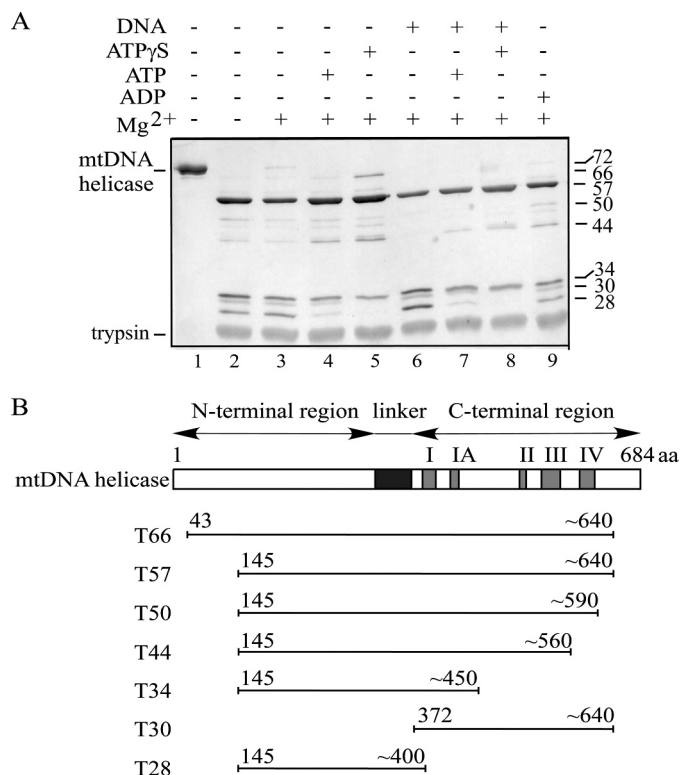 A
DNA - - - - - + + + -
ATPγS - - - - + - - + -
ATP - - - + - - + - -
ADP - - - - - - - - +
Mg2+ - - + + + + + + +
mtDNA
helicase
72
66
57
50
44
34
30
28
trypsin
1 2 3 4 5 6 7 8 9
B
N-terminal region linker C-terminal region
1 I IA II III IV 684 aa
mtDNA helicase
T66 43 ~640
T57 145 ~640
T50 145 ~590
T44 145 ~560
T34 145 ~450
T30 372 ~640
T28 145 ~400